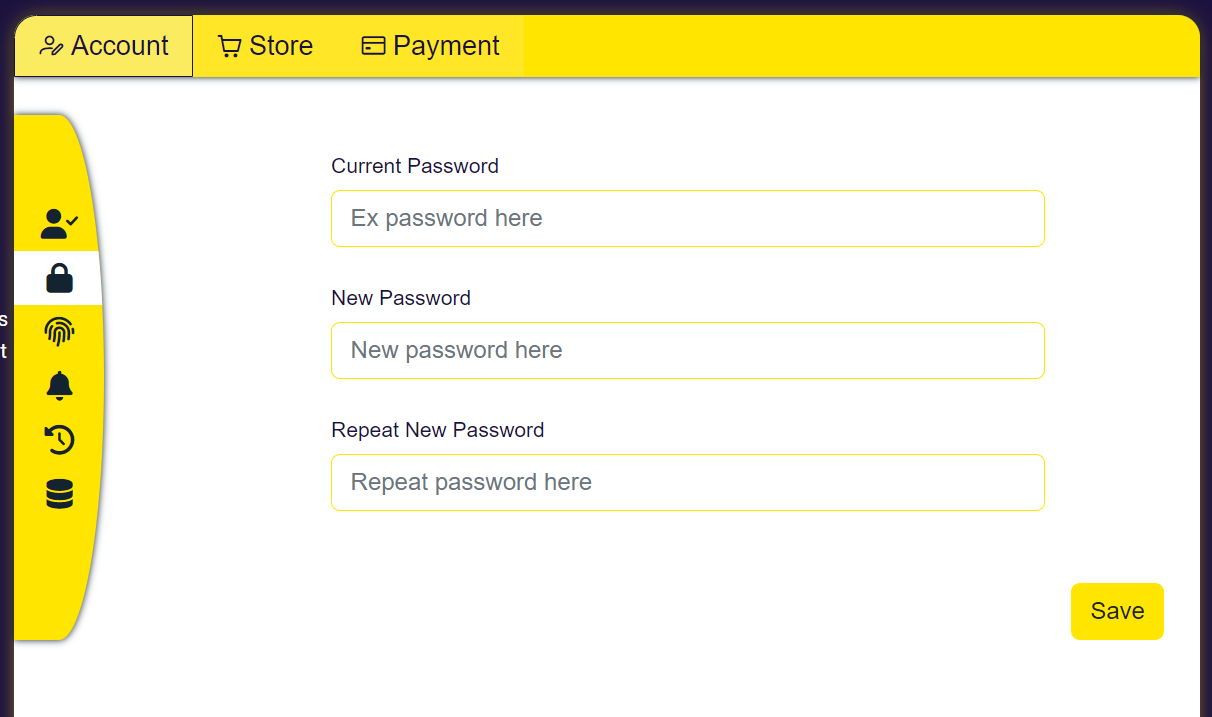 Account Store Payment
Current Password
Ex password here
New Password
New password here
s
t
Repeat New Password
Repeat password here
Save